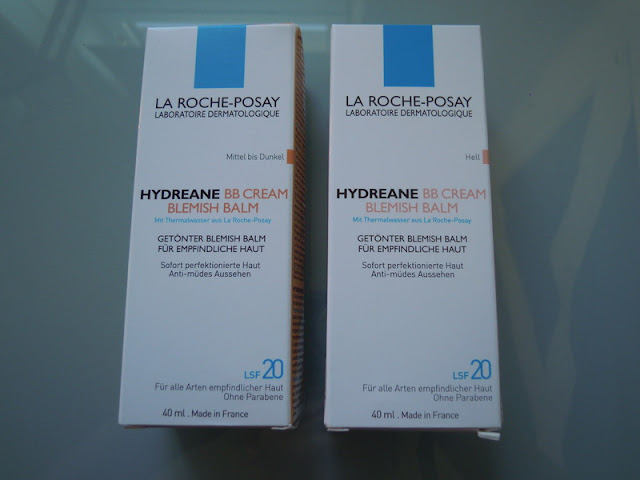 LA ROCHE-POSAY
LABORATOIRE DERMATOLOGIQUE
Mittel bis Dunkel
HYDREANE BB CREAM
BLEMISH BALM
Mit Thermalwasser aus La Roche-Posay
GETÖNTER BLEMISH BALM
FÜR EMPFINDLICHE HAUT
Sofort perfektionierte Haut
Anti-müdes Aussehen
LSF 20
Für alle Arten empfindlicher Haut
Ohne Parabene
40 ml . Made in France
LA ROCHE-POSAY
LABORATOIRE DERMATOLOGIQUE
Hell
HYDREANE BB CREAM
BLEMISH BALM
Mit Thermalwasser aus La Roche-Posay
GETÖNTER BLEMISH BALM
FÜR EMPFINDLICHE HAUT
Sofort perfektionierte Haut
Anti-müdes Aussehen
LSF 20
Für alle Arten empfindlicher Haut
Ohne Parabene
40 ml . Made in France